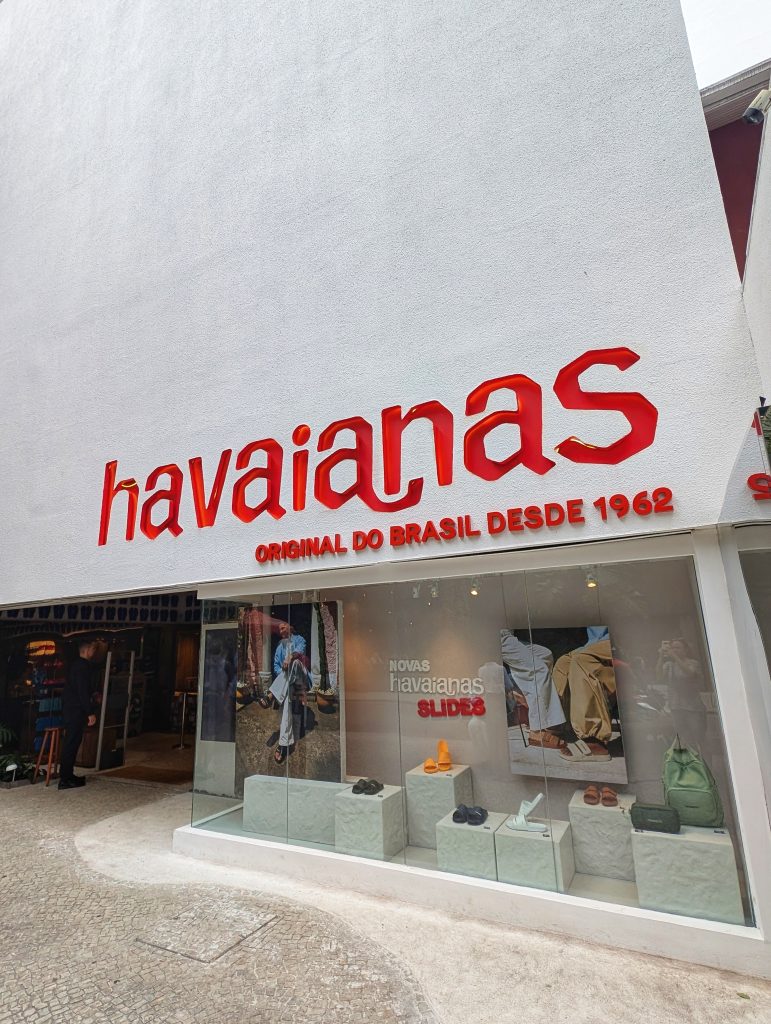 havaianas
ORIGINAL DO BRASIL DESDE 1962
NOVAS
havaianas
SLIDES